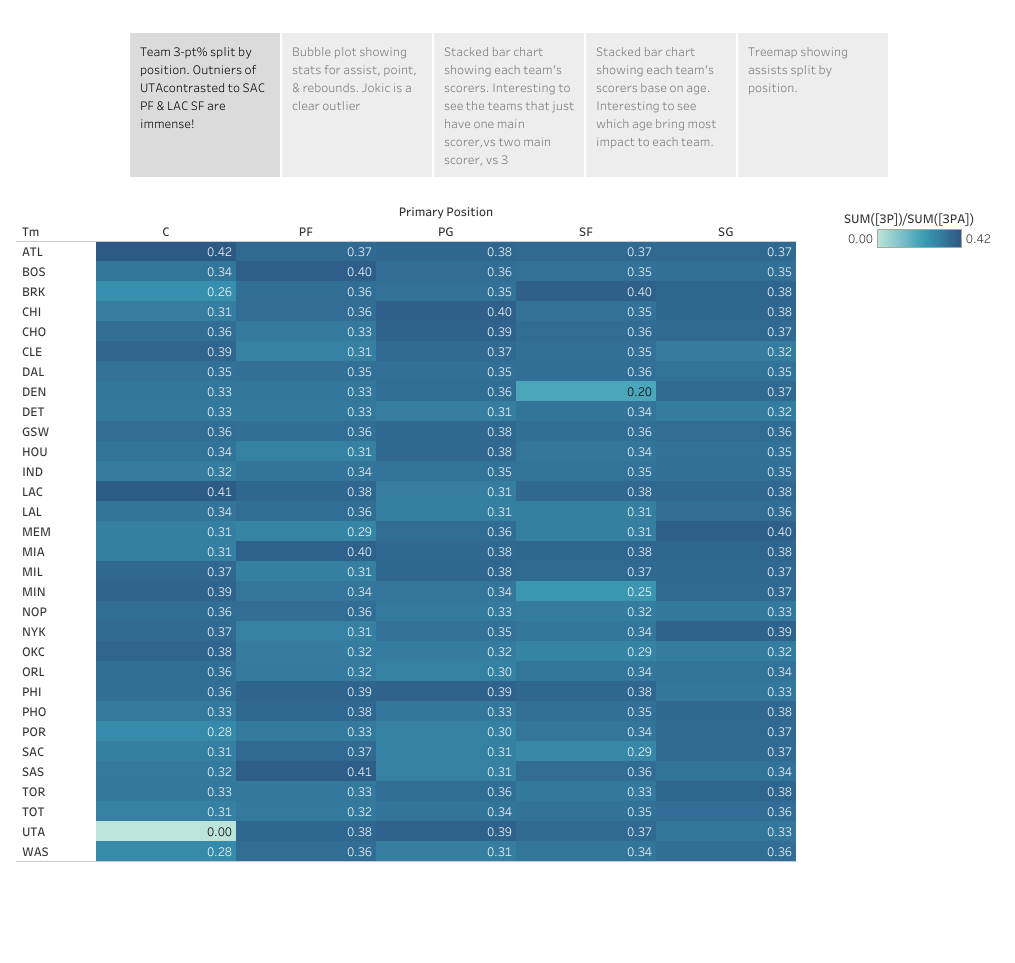 Team 3-pt% split by
position. Outniers of
UTAcontrasted to SAC
PF & LAC SF are
immense!
Bubble plot showing
stats for assist, point,
& rebounds. Jokic is a
clear outlier
Stacked bar chart
showing each team's
scorers. Interesting to
see the teams that just
have one main
scorer,vs two main
scorer, vs 3
Stacked bar chart
showing each team's
scorers base on age.
Interesting to see
which age bring most
impact to each team.
Treemap showing
assists split by
position.
Primary Position
Tm C PF PG SF SG
ATL 0.42 0.37 0.38 0.37 0.37
BOS 0.34 0.40 0.36 0.35 0.35
BRK 0.26 0.36 0.35 0.40 0.38
CHI 0.31 0.36 0.40 0.35 0.38
CHO 0.36 0.33 0.39 0.36 0.37
CLE 0.39 0.31 0.37 0.35 0.32
DAL 0.35 0.35 0.35 0.36 0.35
DEN 0.33 0.33 0.36 0.20 0.37
DET 0.33 0.33 0.31 0.34 0.32
GSW 0.36 0.36 0.38 0.36 0.36
HOU 0.34 0.31 0.38 0.34 0.35
IND 0.32 0.34 0.35 0.35 0.35
LAC 0.41 0.38 0.31 0.38 0.38
LAL 0.34 0.36 0.31 0.31 0.36
MEM 0.31 0.29 0.36 0.31 0.40
MIA 0.31 0.40 0.38 0.38 0.38
MIL 0.37 0.31 0.38 0.37 0.37
MIN 0.39 0.34 0.34 0.25 0.37
NOP 0.36 0.36 0.33 0.32 0.33
NYK 0.37 0.31 0.35 0.34 0.39
OKC 0.38 0.32 0.32 0.29 0.32
ORL 0.36 0.32 0.30 0.34 0.34
PHI 0.36 0.39 0.39 0.38 0.33
PHO 0.33 0.38 0.33 0.35 0.38
POR 0.28 0.33 0.30 0.34 0.37
SAC 0.31 0.37 0.31 0.29 0.37
SAS 0.32 0.41 0.31 0.36 0.34
TOR 0.33 0.33 0.36 0.33 0.38
TOT 0.31 0.32 0.34 0.35 0.36
UTA 0.00 0.38 0.39 0.37 0.33
WAS 0.28 0.36 0.31 0.34 0.36
SUM([3P])/SUM([3PA])
0.00 0.42